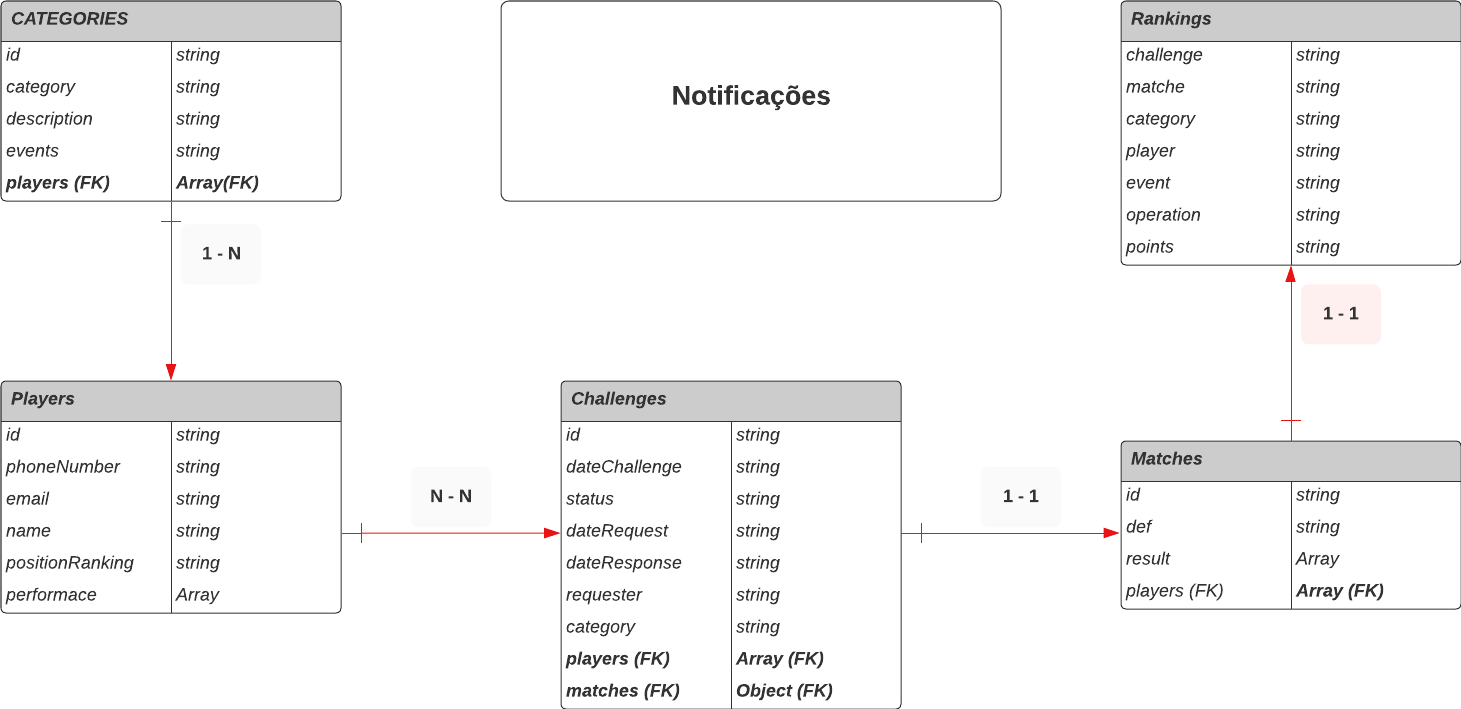 CATEGORIES
id string
category string
description string
events string
players (FK) Array(FK)
1 - N
Notificações
Rankings
challenge string
matche string
category string
player string
event string
operation string
points string
1 - 1
Players
id string
phoneNumber string
email string
name string
positionRanking string
performace Array
N - N
Challenges
id string
dateChallenge string
status string
dateRequest string
dateResponse string
requester string
category string
players (FK) Array (FK)
matches (FK) Object (FK)
1 - 1
Matches
id string
def string
result Array
players (FK) Array (FK)